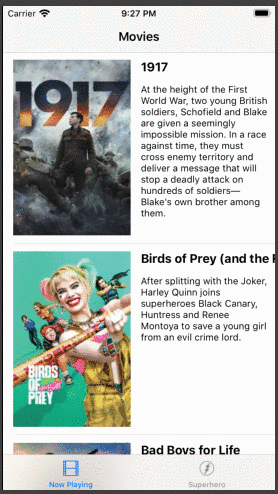 Carrier 9:27 PM
Movies
1917
1917
At the height of the First
World War, two young British
soldiers, Schofield and Blake
are given a seemingly
impossible mission. In a race
against time, they must
cross enemy territory and
deliver a message that will
stop a deadly attack on
hundreds of soldiers—
Blake's own brother among
them.
Birds of Prey (and the F
BIRDS
OF
PREY
After splitting with the Joker,
Harley Quinn joins
superheroes Black Canary,
Huntress and Renee
Montoya to save a young girl
from an evil crime lord.
Bad Boys for Life
Now Playing
Superhero